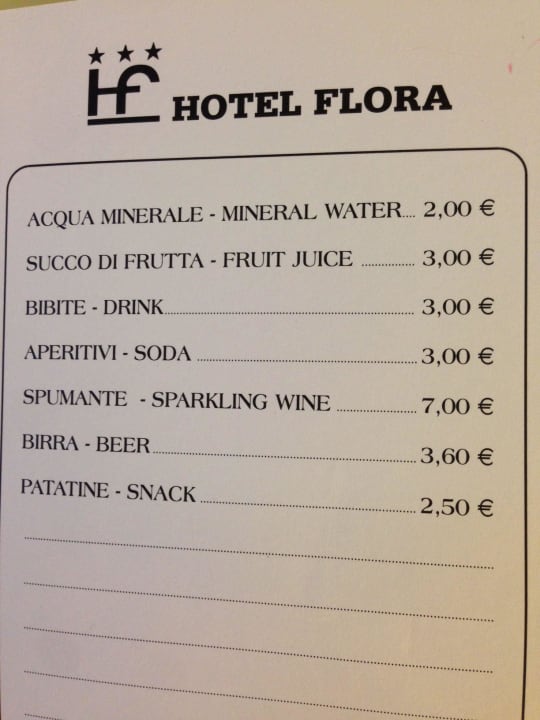 HF HOTEL FLORA
ACQUA MINERALE - MINERAL WATER.... 2,00 €
SUCCO DI FRUTTA - FRUIT JUICE .............. 3,00 €
BIBITE - DRINK.................................................... 3,00 €
APERITIVI - SODA ............................................. 3,00 €
SPUMANTE - SPARKLING WINE ................ 7,00 €
BIRRA - BEER...................................................... 3,60 €
PATATINE - SNACK ........................................... 2,50 €